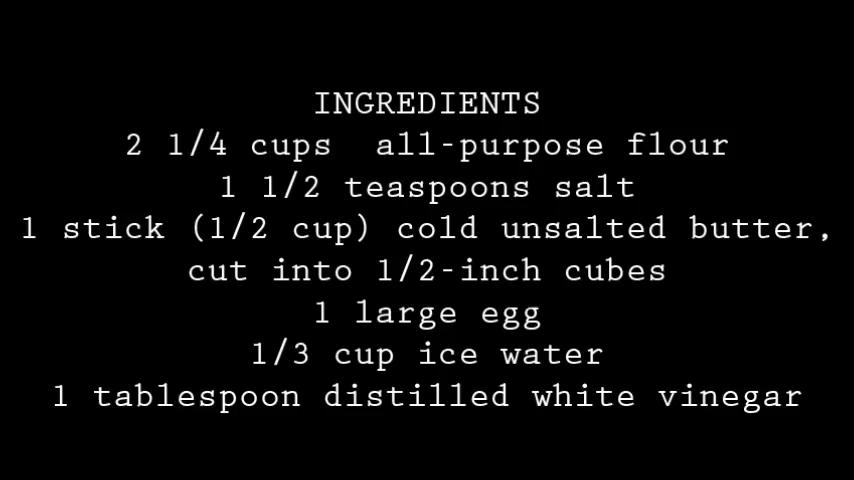 INGREDIENTS
2 1/4 cups  all-purpose flour
1 1/2 teaspoons salt
1 stick (1/2 cup) cold unsalted butter,
cut into 1/2-inch cubes
1 large egg
1/3 cup ice water
1 tablespoon distilled white vinegar